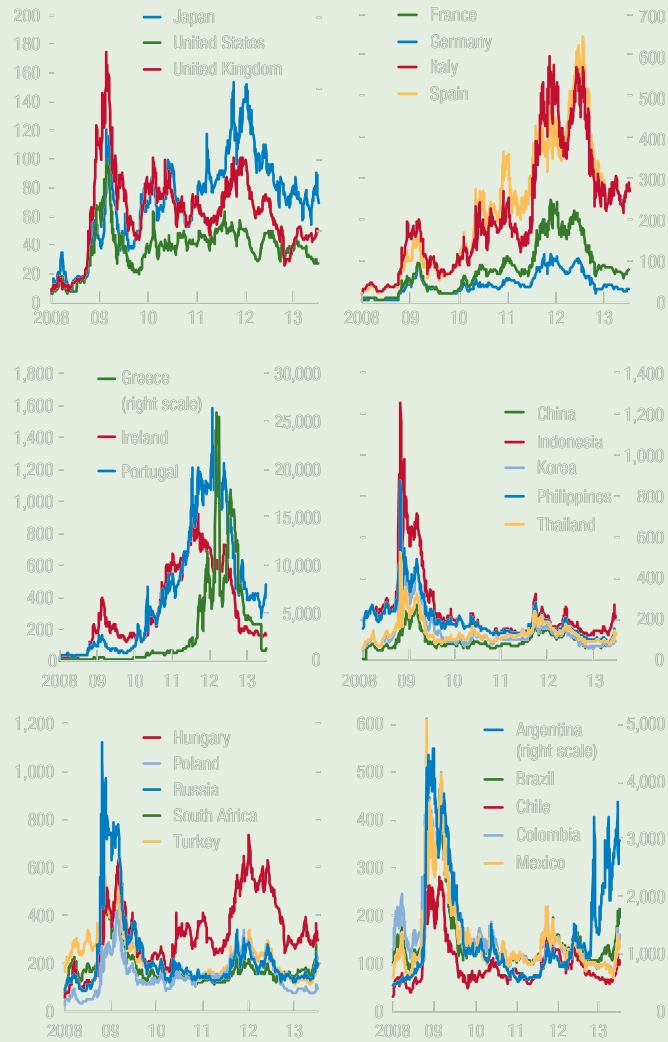 200
180
160
140
120
100
80
60
40
20
0
Japan
United States
United Kingdom
2008 09 10 11 12 13
700
600
500
400
300
200
100
0
France
Germany
Italy
Spain
2008 09 10 11 12 13
1,800
1,600
1,400
1,200
1,000
800
600
400
200
0
Greece
(right scale)
Ireland
Portugal
30,000
25,000
20,000
15,000
10,000
5,000
0
2008 09 10 11 12 13
1,400
1,200
1,000
800
600
400
200
0
China
Indonesia
Korea
Philippines
Thailand
2008 09 10 11 12 13
1,200
1,000
800
600
400
200
0
Hungary
Poland
Russia
South Africa
Turkey
2008 09 10 11 12 13
600
500
400
300
200
100
0
Argentina
(right scale)
Brazil
Chile
Colombia
Mexico
5,000
4,000
3,000
2,000
1,000
0
2008 09 10 11 12 13